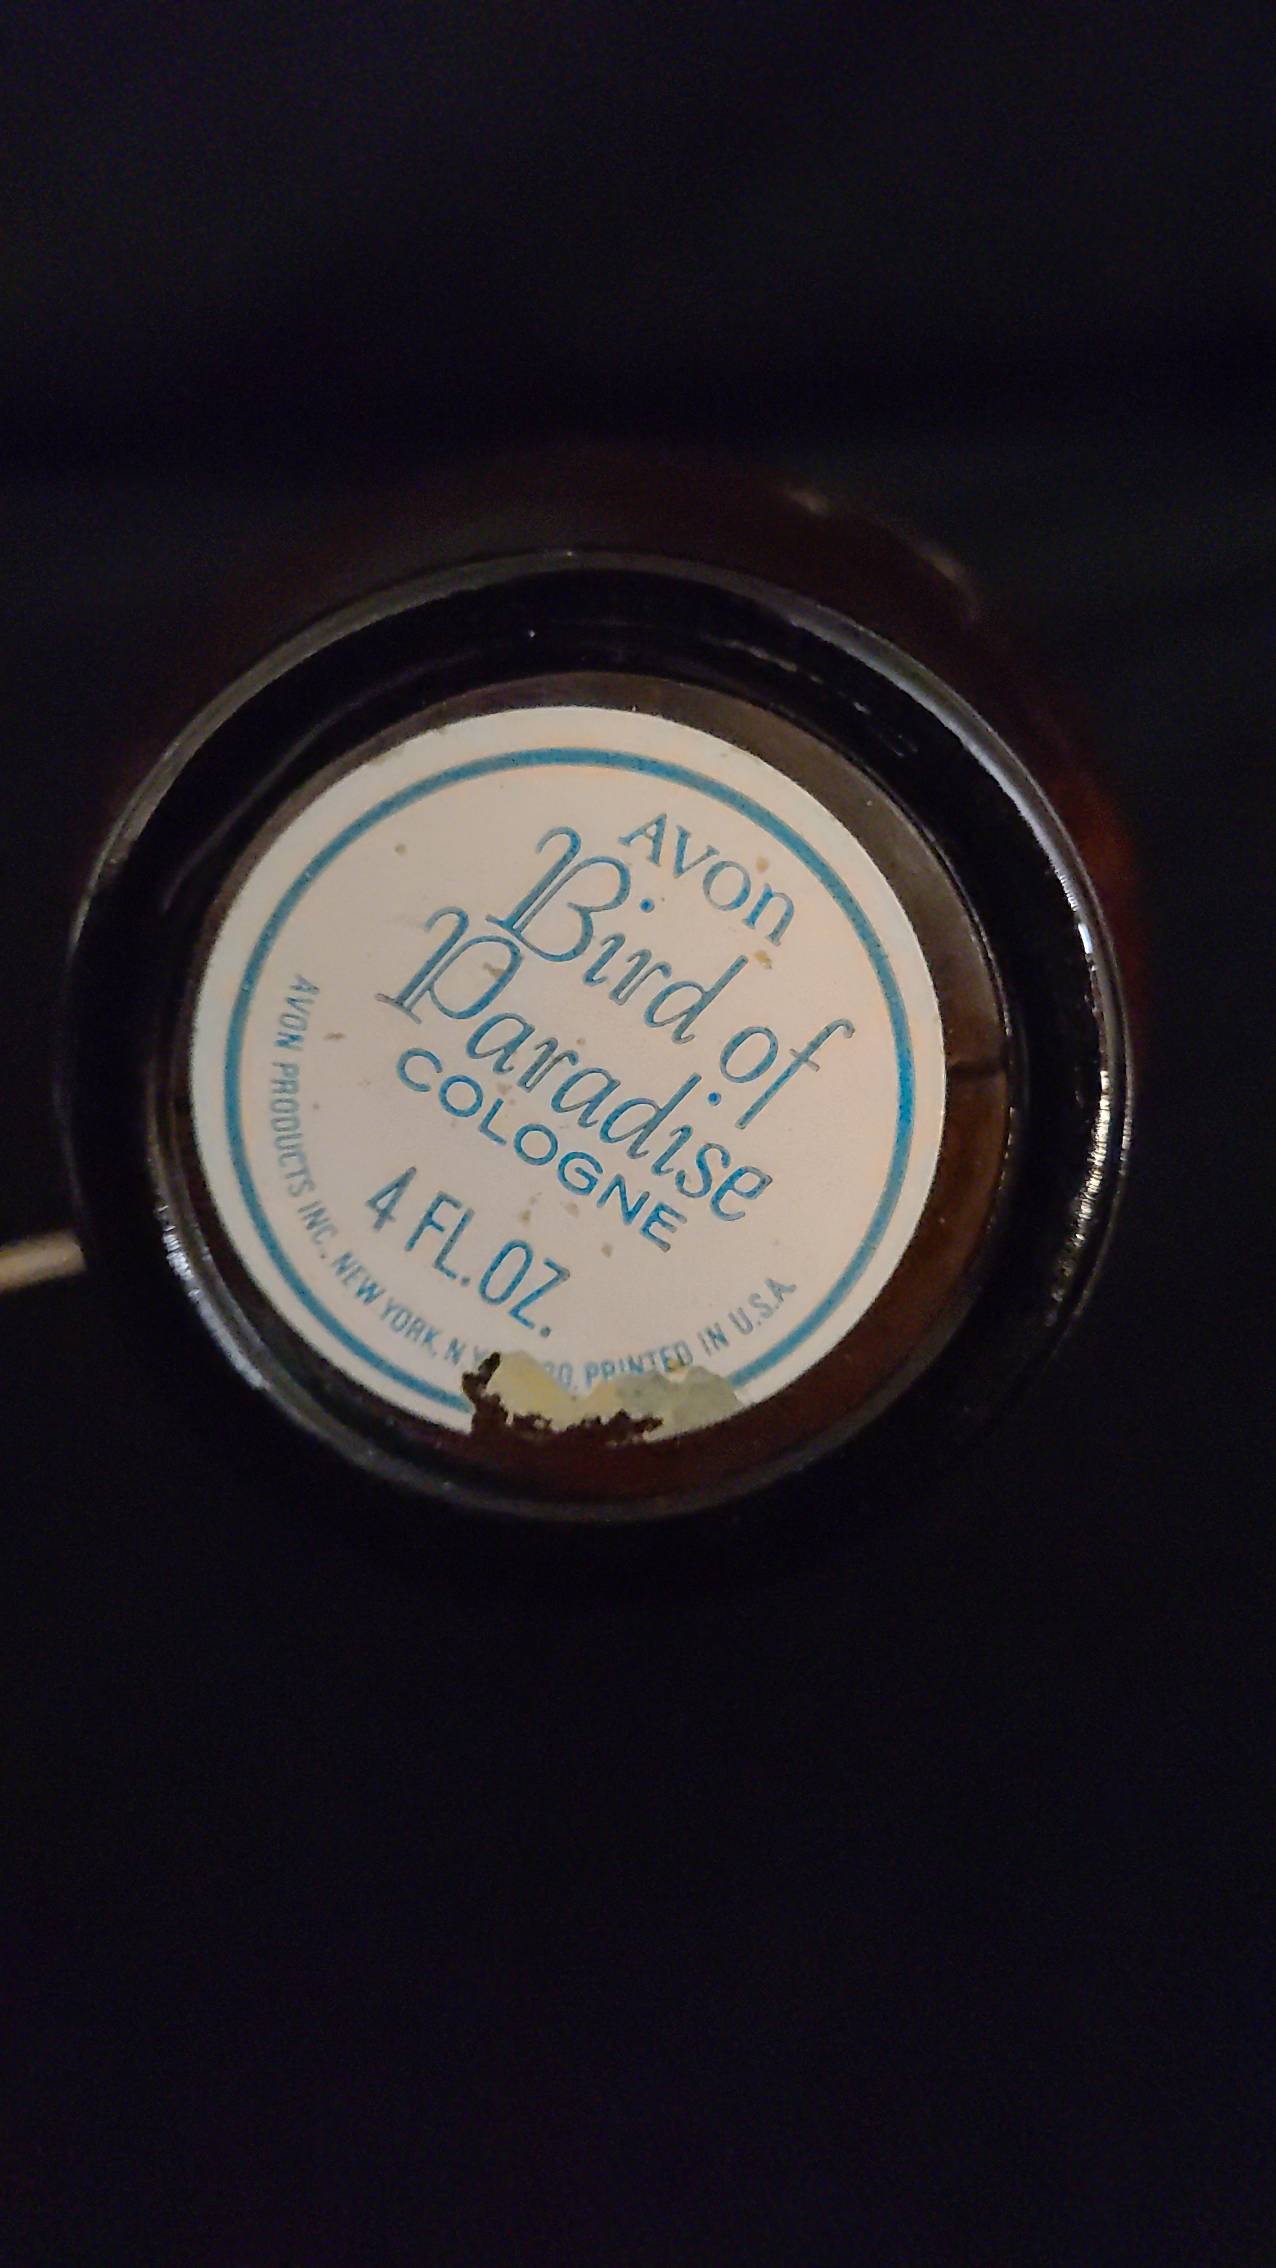 AVON
Bird of
Paradise
COLOGNE
4 FL. OZ.
AVON PRODUCTS INC., NEW YORK, N.Y. PRINTED IN U.S.A.